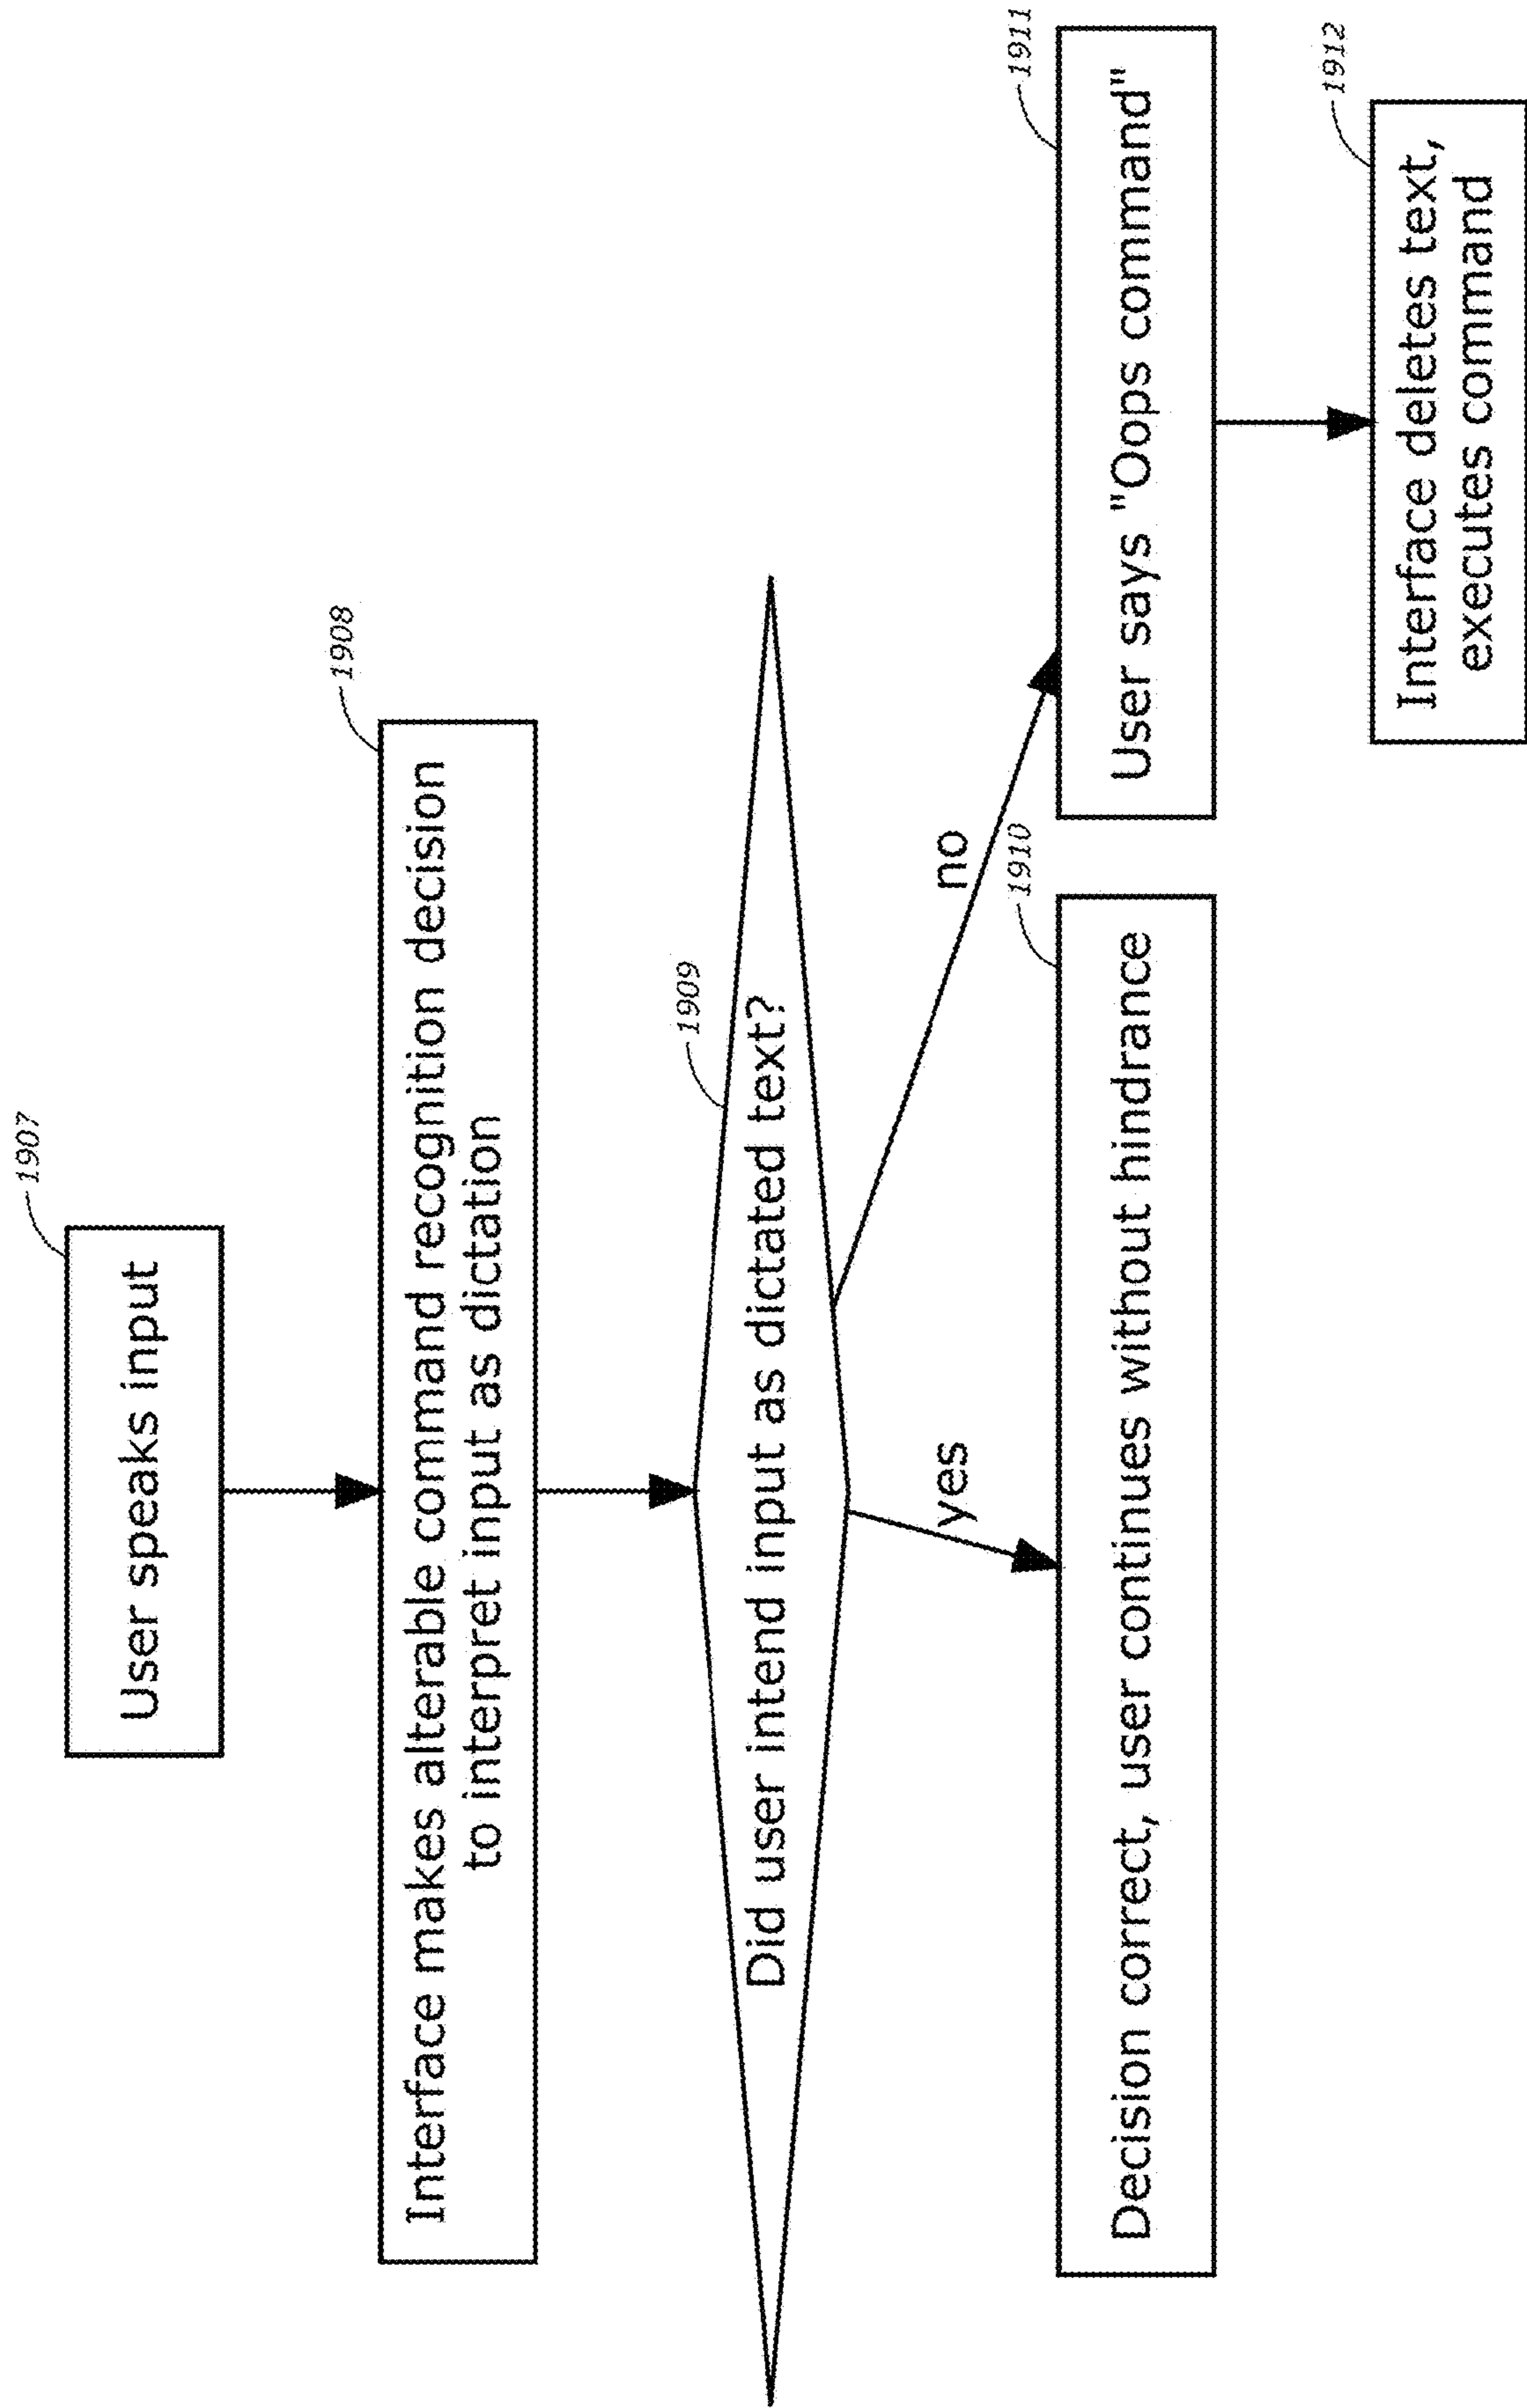 1907
User speaks input
1908
Interface makes alterable command recognition decision
to interpret input as dictation
1909
Did user intend input as dictated text?
yes
no
1910
Decision correct, user continues without hindrance
1911
User says "Oops command"
1912
Interface deletes text,
executes command